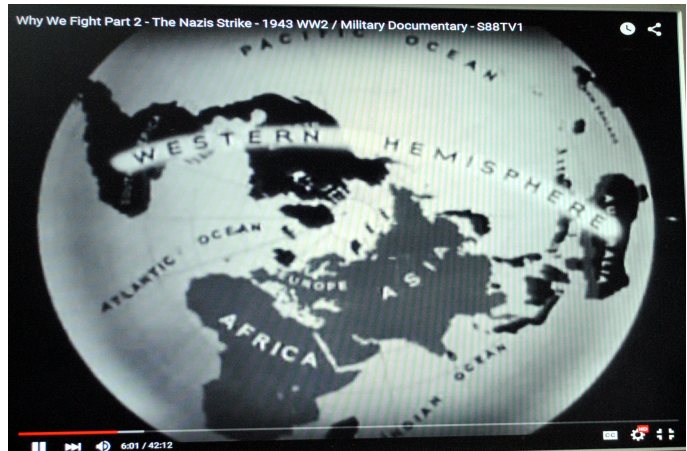 Why We Fight Part 2 - The Nazis Strike - 1943 WW2 / Military Documentary - S88TV1
PACIFIC OCEAN
WESTERN HEMISPHERE
ATLANTIC OCEAN
EUROPE
ASIA
AFRICA
INDIAN OCEAN
6:01 / 42:12
CC
HD